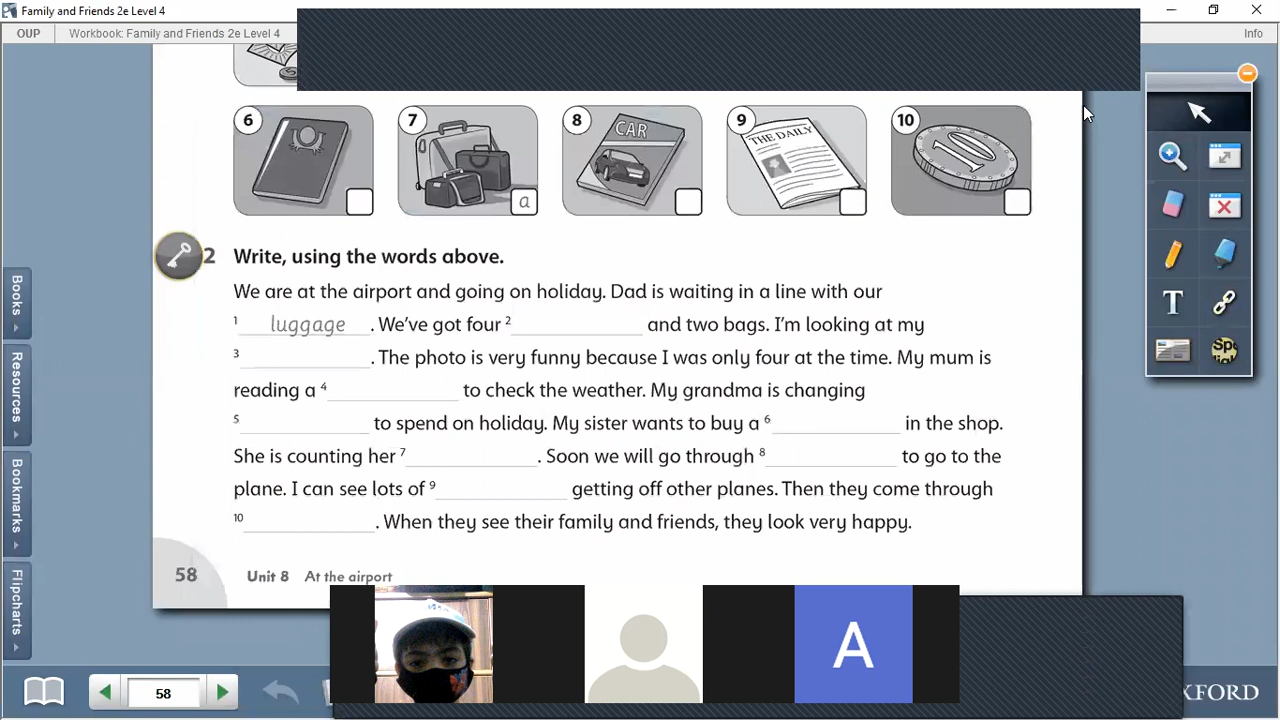 Family and Friends 2e Level 4
OUP Workbook: Family and Friends 2e Level 4 Info
6 7 8 9 10
CAR
THE DAILY
10
a
2 Write, using the words above.
We are at the airport and going on holiday. Dad is waiting in a line with our
1 luggage . We've got four 2 and two bags. I'm looking at my
3 . The photo is very funny because I was only four at the time. My mum is
reading a 4 to check the weather. My grandma is changing
5 to spend on holiday. My sister wants to buy a 6 in the shop.
She is counting her 7 . Soon we will go through 8 to go to the
plane. I can see lots of 9 getting off other planes. Then they come through
10 . When they see their family and friends, they look very happy.
58 Unit 8 At the airport
Books
Resources
Bookmarks
Flipcharts
T
A
58
XFORD